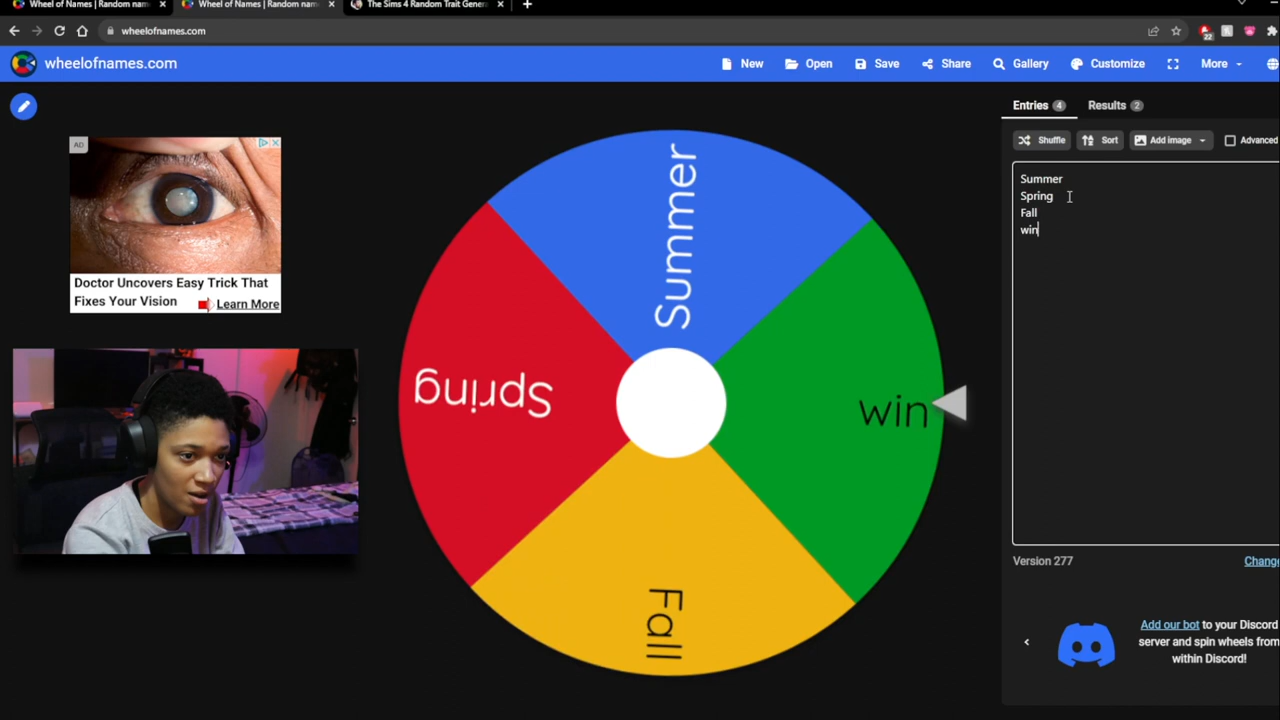 Wheel of Names | Random nam
Wheel of Names | Random nam
The Sims 4 Random Trait Gener
wheelofnames.com
22
wheelofnames.com
New
Open
Save
Share
Gallery
Customize
More
AD
Doctor Uncovers Easy Trick That
Fixes Your Vision
Learn More
Summer
Spring
win
Fall
Entries 4
Results 2
Shuffle
Sort
Add image
Advanced
Summer
Spring
Fall
win
Version 277
Change
Add our bot to your Discord
server and spin wheels from
within Discord!